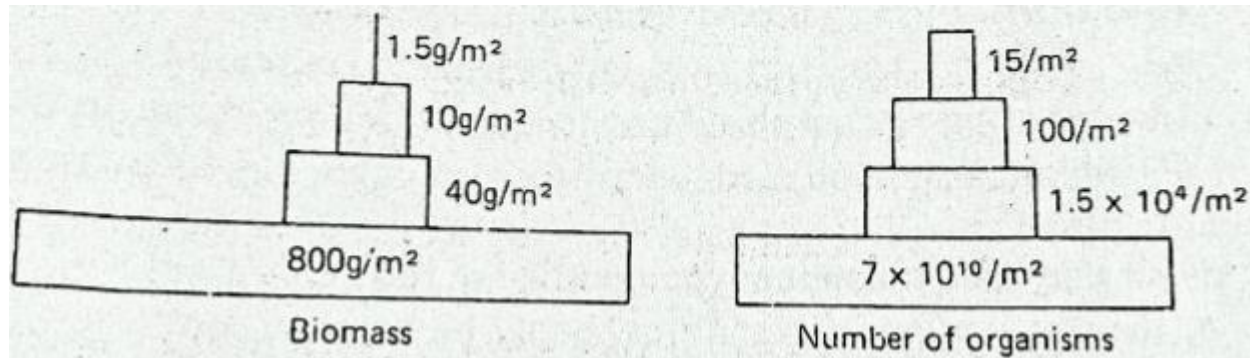 1.5g/m²
10g/m²
40g/m²
800g/m²
Biomass
15/m²
100/m²
1.5 × 10⁴/m²
7 × 10¹⁰/m²
Number of organisms